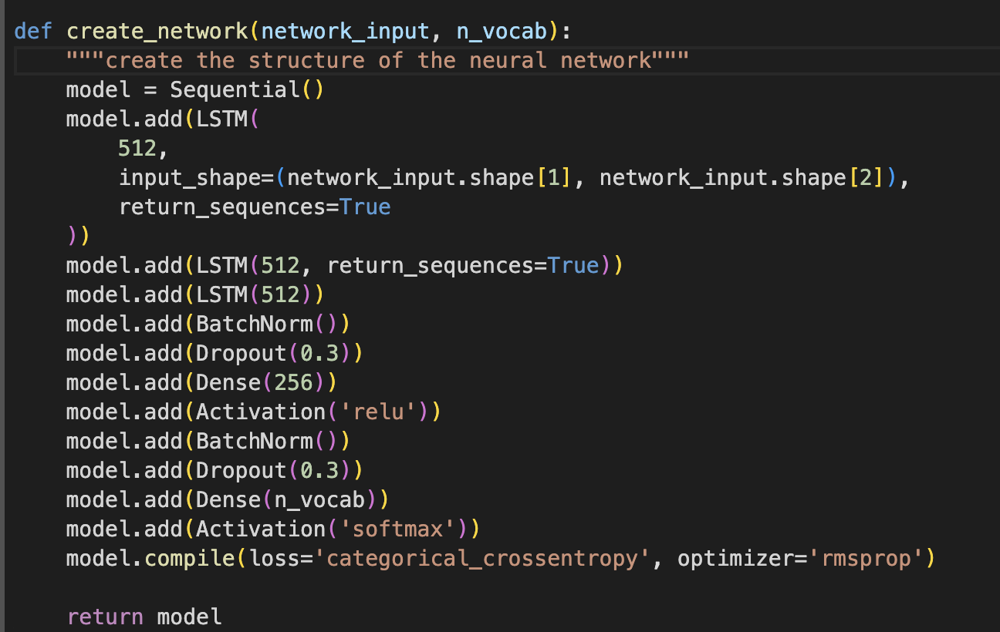 def create_network(network_input, n_vocab):
    """create the structure of the neural network"""
    model = Sequential()
    model.add(LSTM(
        512,
        input_shape=(network_input.shape[1], network_input.shape[2]),
        return_sequences=True
    ))
    model.add(LSTM(512, return_sequences=True))
    model.add(LSTM(512))
    model.add(BatchNorm())
    model.add(Dropout(0.3))
    model.add(Dense(256))
    model.add(Activation('relu'))
    model.add(BatchNorm())
    model.add(Dropout(0.3))
    model.add(Dense(n_vocab))
    model.add(Activation('softmax'))
    model.compile(loss='categorical_crossentropy', optimizer='rmsprop')

    return model